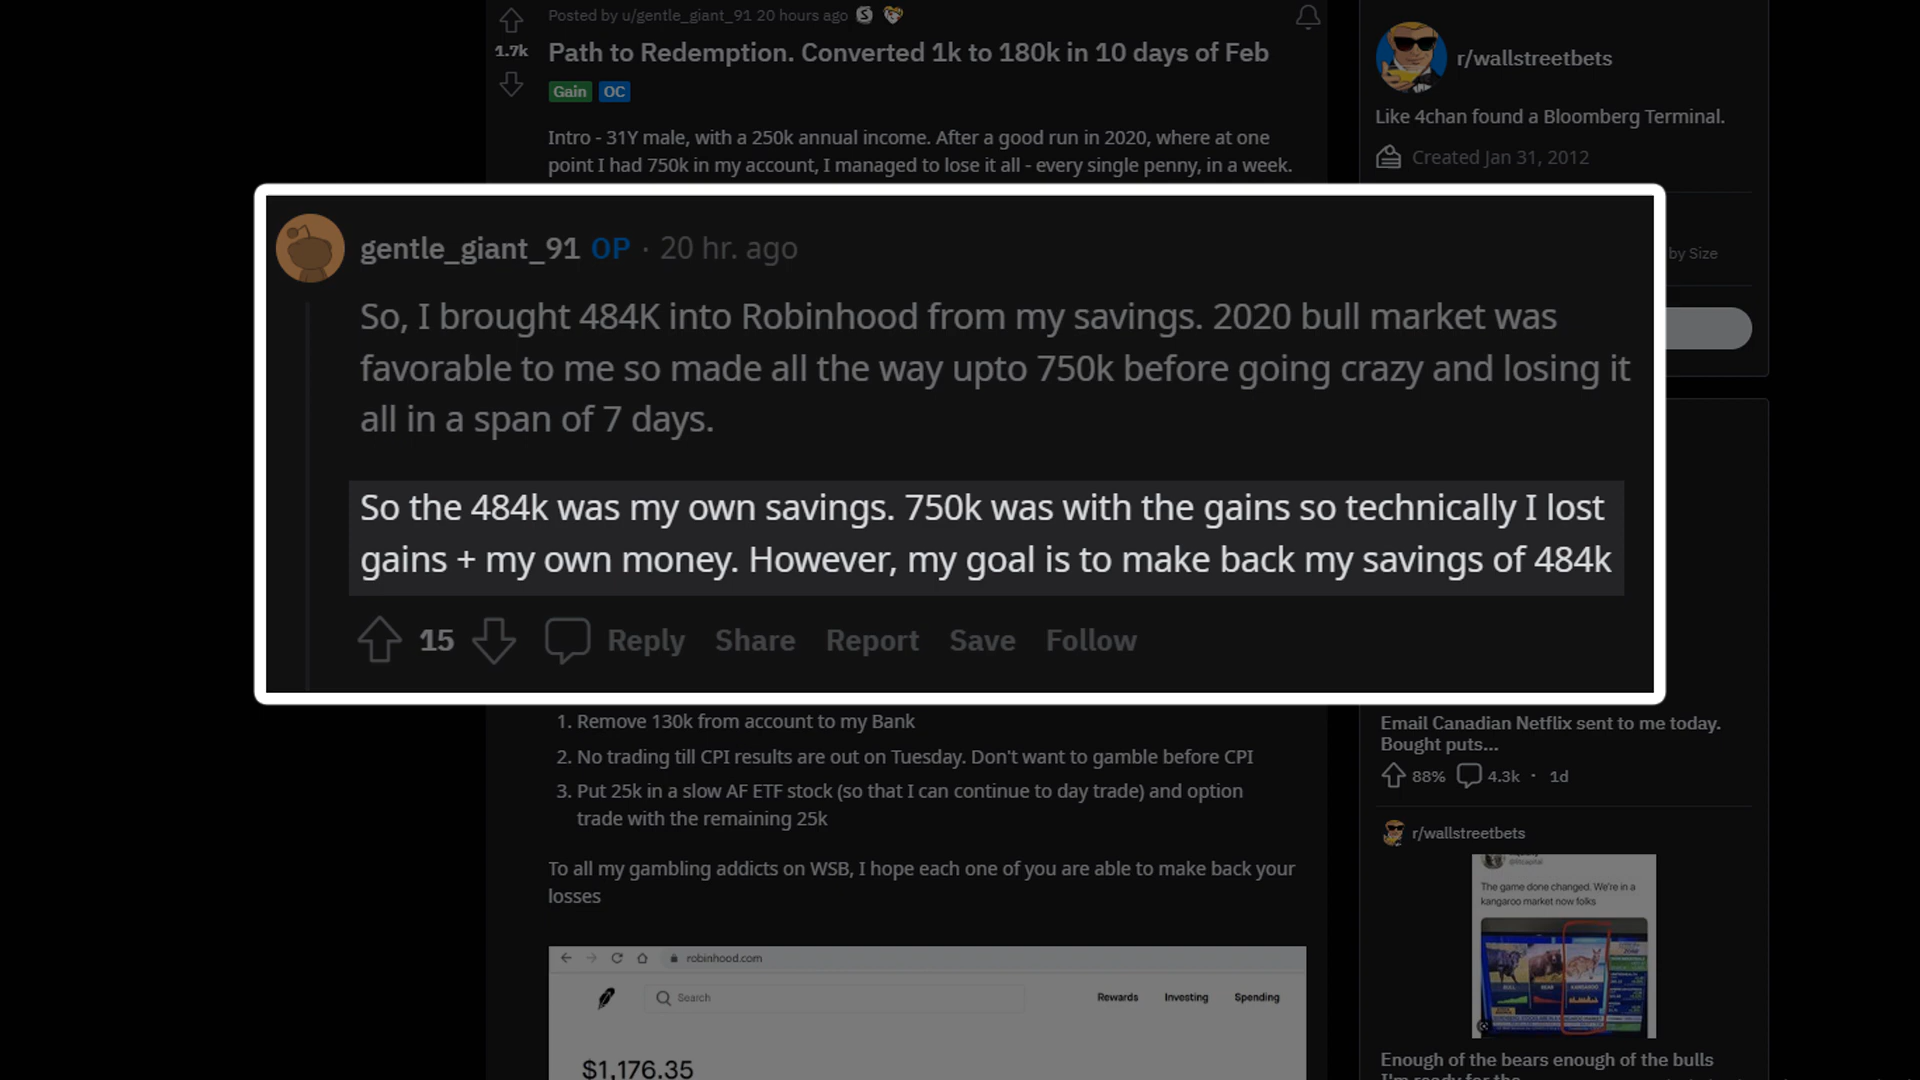 Posted by u/gentle_giant_91 20 hours ago
1.7k
Path to Redemption. Converted 1k to 180k in 10 days of Feb
Gain OC
Intro - 31Y male, with a 250k annual income. After a good run in 2020, where at one
point I had 750k in my account, I managed to lose it all - every single penny, in a week.
r/wallstreetbets
Like 4chan found a Bloomberg Terminal.
Created Jan 31, 2012
by Size
gentle_giant_91 OP · 20 hr. ago
So, I brought 484K into Robinhood from my savings. 2020 bull market was
favorable to me so made all the way upto 750k before going crazy and losing it
all in a span of 7 days.
So the 484k was my own savings. 750k was with the gains so technically I lost
gains + my own money. However, my goal is to make back my savings of 484k
15 Reply Share Report Save Follow
1. Remove 130k from account to my Bank
2. No trading till CPI results are out on Tuesday. Don't want to gamble before CPI
3. Put 25k in a slow AF ETF stock (so that I can continue to day trade) and option
trade with the remaining 25k
To all my gambling addicts on WSB, I hope each one of you are able to make back your
losses
robinhood.com
Search
Rewards Investing Spending
$1,176.35
Email Canadian Netflix sent to me today.
Bought puts...
88% 4.3k · 1d
r/wallstreetbets
The game done changed. We're in a
kangaroo market now folks
BULL BEAR KANGAROO
Enough of the bears enough of the bulls
I'm ready for the